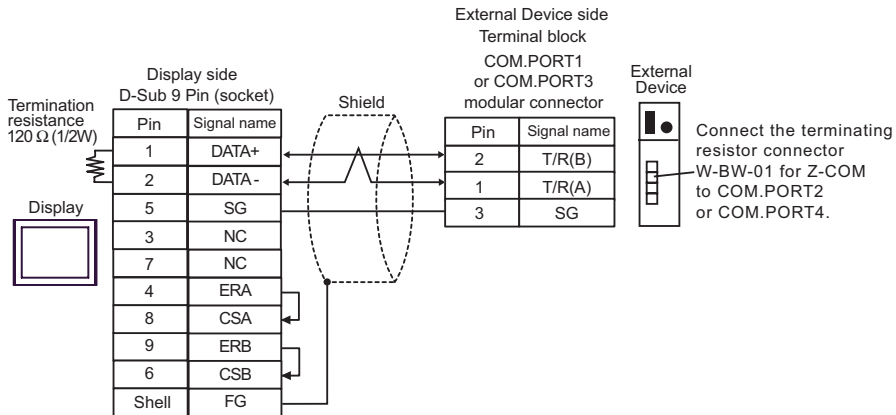 External Device side
Terminal block
COM.PORT1
or COM.PORT3
modular connector
Display side
D-Sub 9 Pin (socket)
Shield
External
Device
Termination
resistance
120 Ω (1/2W)
Pin Signal name
1 DATA+
2 DATA-
5 SG
3 NC
7 NC
4 ERA
8 CSA
9 ERB
6 CSB
Shell FG
Display
Pin Signal name
2 T/R(B)
1 T/R(A)
3 SG
Connect the terminating
resistor connector
W-BW-01 for Z-COM
to COM.PORT2
or COM.PORT4.